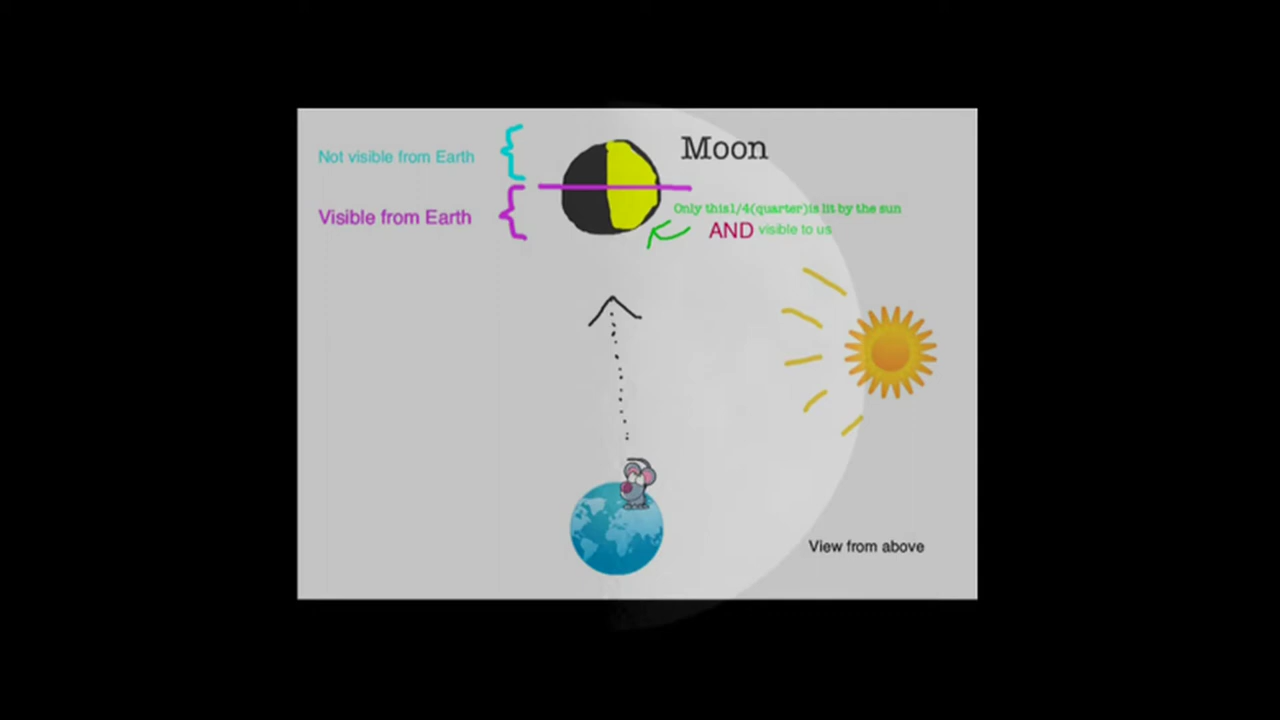 Moon
Not visible from Earth
Visible from Earth
Only this1/4(quarter)is lit by the sun
AND visible to us
View from above